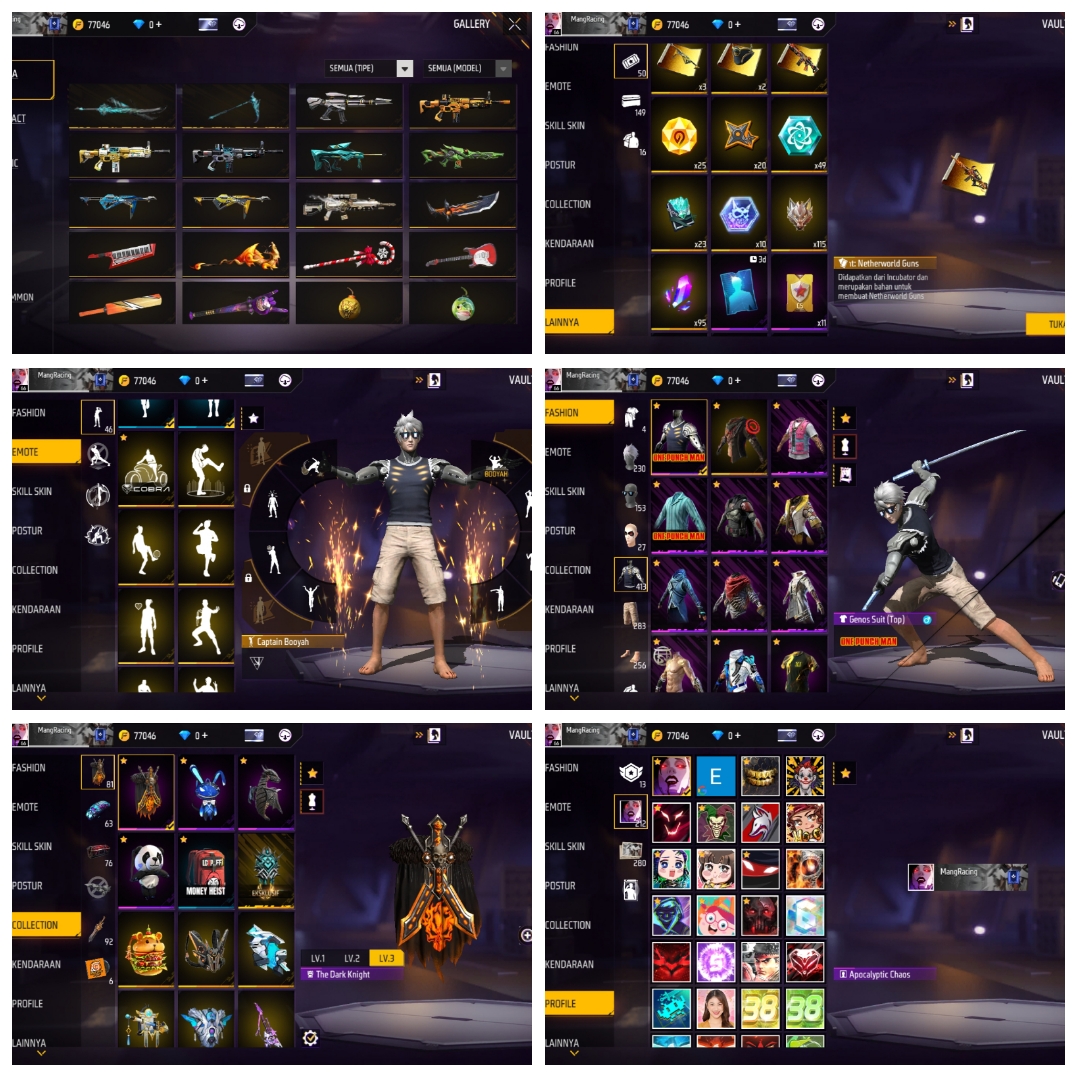 77046
0 +
GALLERY
A
SEMUA (TIPE)
SEMUA (MODEL)
ACT
IC
MMON
MangRacing
77046
0 +
VAUL
FASHION
EMOTE
SKILL SKIN
POSTUR
COLLECTION
KENDARAAN
PROFILE
LAINNYA
50
149
16
x3
x2
x25
x20
x49
x23
x10
x115
3d
x95
x11
1t: Netherworld Guns
Didapatkan dari Incubator dan
merupakan bahan untuk
membuat Netherworld Guns
TUKA
MangRacing
66
77046
0 +
VAUL
FASHION
EMOTE
SKILL SKIN
POSTUR
COLLECTION
KENDARAAN
PROFILE
LAINNYA
46
COBRA
BOOYAH
Captain Booyah
MangRacing
66
77046
0 +
VAUL
FASHION
EMOTE
SKILL SKIN
POSTUR
COLLECTION
KENDARAAN
PROFILE
LAINNYA
4
230
153
27
413
283
256
ONE PUNCH MAN
ONE PUNCH MAN
Genos Suit (Top)
ONE PUNCH MAN
MangRacing
66
77046
0 +
VAUL
FASHION
EMOTE
SKILL SKIN
POSTUR
COLLECTION
KENDARAAN
PROFILE
LAINNYA
81
63
76
92
6
MONEY HEIST
EKSKLUSIF
LV.1
LV.2
LV.3
The Dark Knight
MangRacing
66
77046
0 +
VAUL
FASHION
EMOTE
SKILL SKIN
POSTUR
COLLECTION
KENDARAAN
PROFILE
LAINNYA
13
212
280
E
S
38
38
MangRacing
Apocalyptic Chaos